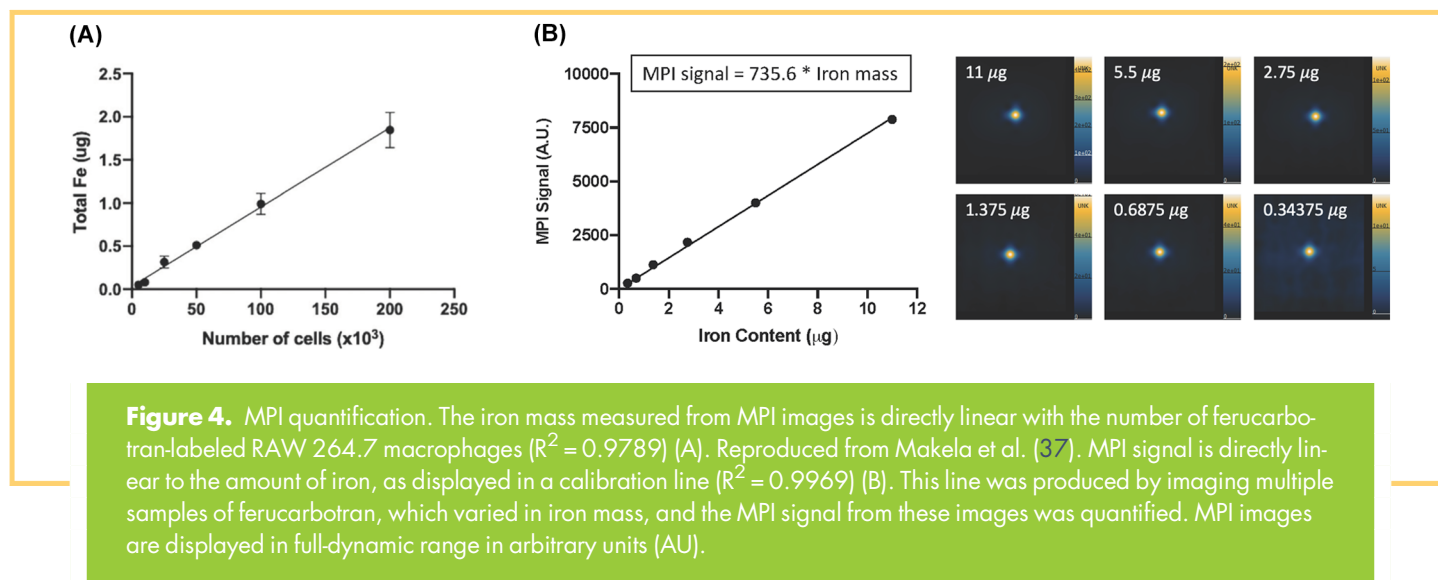 (A)
2.5
2.0
1.5
1.0
0.5
0.0
Total Fe (ug)
0 50 100 150 200 250
Number of cells (x10³)
(B)
MPI signal = 735.6 * Iron mass
10000
7500
5000
2500
0
MPI Signal (A.U.)
0 2 4 6 8 10 12
Iron Content (μg)
11 μg
5.5 μg
2.75 μg
UNK
UNK
UNK
1.375 μg
0.6875 μg
0.34375 μg
UNK
UNK
UNK
Figure 4. MPI quantification. The iron mass measured from MPI images is directly linear with the number of ferucarbo-
tran-labeled RAW 264.7 macrophages (R² = 0.9789) (A). Reproduced from Makela et al. (37). MPI signal is directly lin-
ear to the amount of iron, as displayed in a calibration line (R² = 0.9969) (B). This line was produced by imaging multiple
samples of ferucarbotran, which varied in iron mass, and the MPI signal from these images was quantified. MPI images
are displayed in full-dynamic range in arbitrary units (AU).